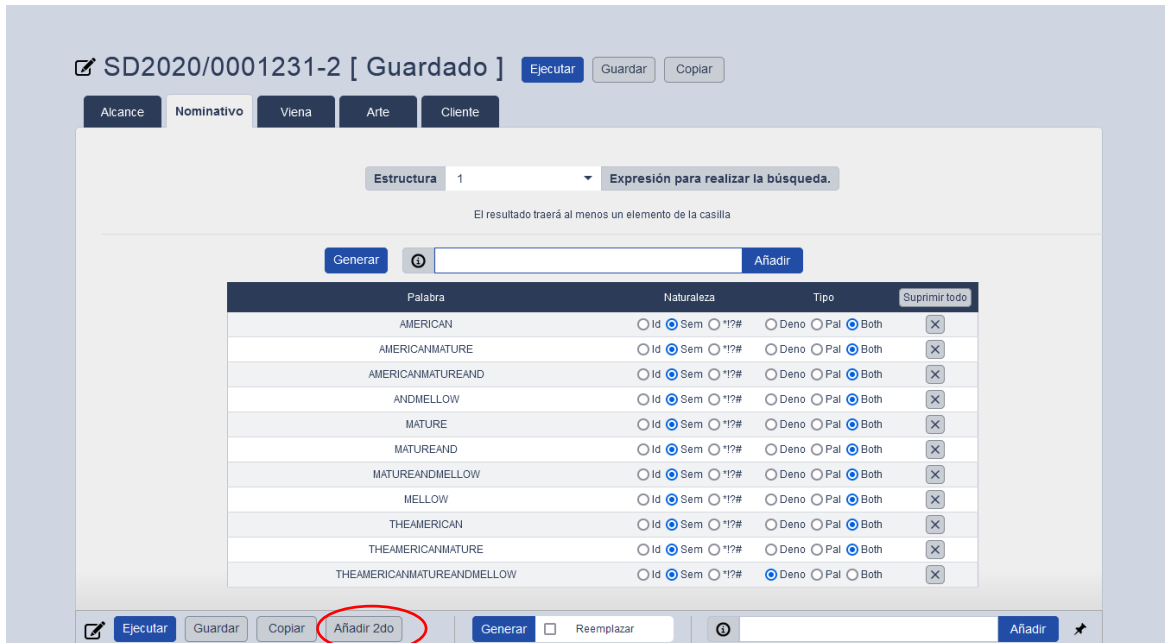 SD2020/0001231-2 [ Guardado ] Ejecutar Guardar Copiar
Alcance Nominativo Viena Arte Cliente
Estructura 1 Expresión para realizar la búsqueda.
El resultado traerá al menos un elemento de la casilla
Generar Añadir
Palabra Naturaleza Tipo Suprimir todo
AMERICAN Id Sem *!?# Deno Pal Both
AMERICANMATURE Id Sem *!?# Deno Pal Both
AMERICANMATUREAND Id Sem *!?# Deno Pal Both
ANDMELLOW Id Sem *!?# Deno Pal Both
MATURE Id Sem *!?# Deno Pal Both
MATUREAND Id Sem *!?# Deno Pal Both
MATUREANDMELLOW Id Sem *!?# Deno Pal Both
MELLOW Id Sem *!?# Deno Pal Both
THEAMERICAN Id Sem *!?# Deno Pal Both
THEAMERICANMATURE Id Sem *!?# Deno Pal Both
THEAMERICANMATUREANDMELLOW Id Sem *!?# Deno Pal Both
Ejecutar Guardar Copiar Añadir 2do Generar Reemplazar Añadir